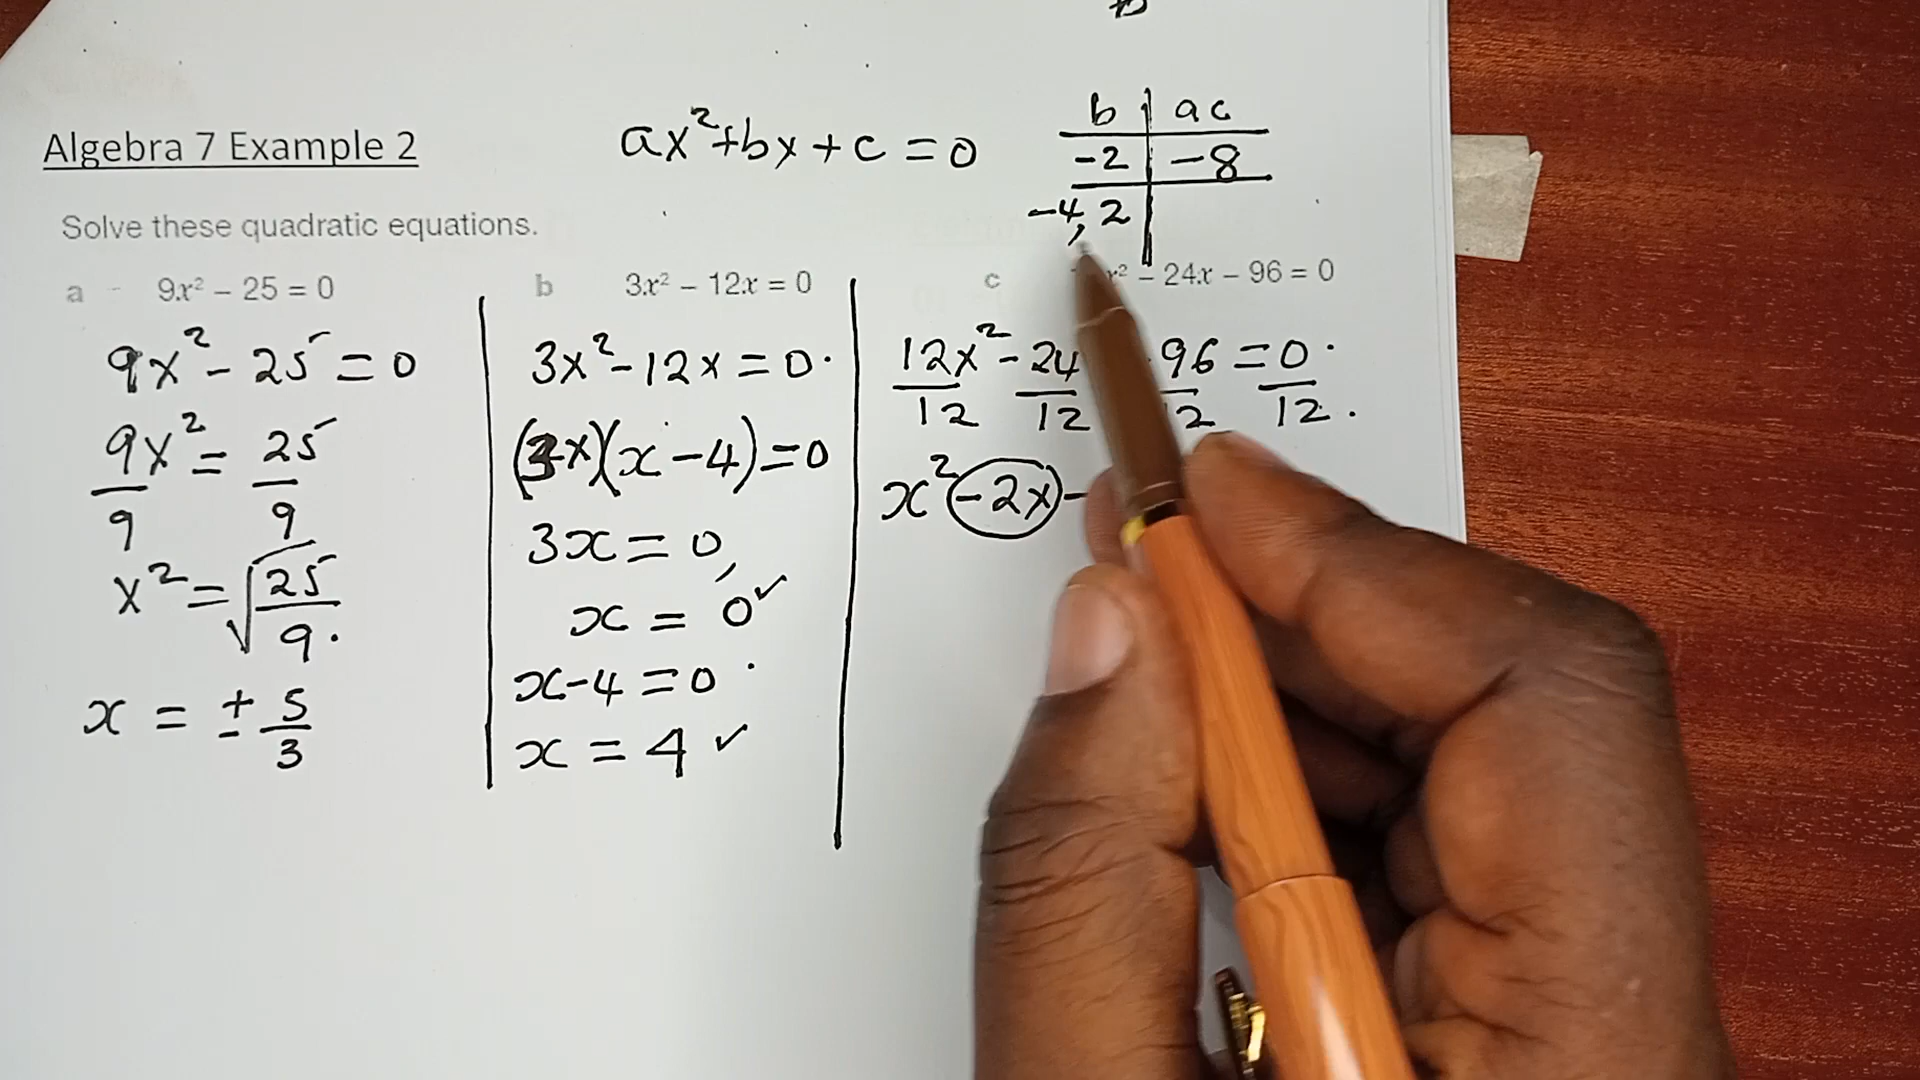 Algebra 7 Example 2
ax²+bx+c=0
b | ac
-2 | -8
-4, 2
Solve these quadratic equations.
a 9x² – 25 = 0
9x²-25=0
9x²/9 = 25/9
x²=√25/9.
x = ±5/3
b 3x² – 12x = 0
3x²-12x=0.
(3x)(x-4)=0
3x=0,
x = 0✓
x-4=0
x=4✓
c x² – 24x – 96 = 0
12x²/12 - 24/12 96/12 = 0/12.
x²-2x-